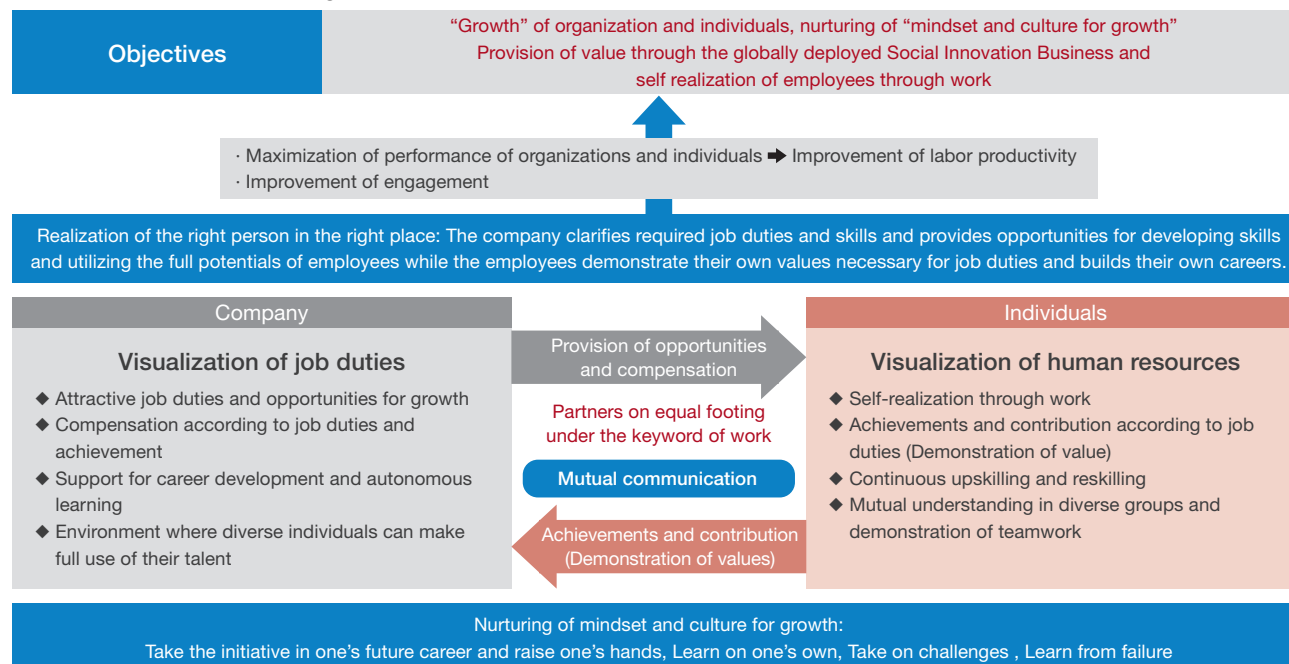 Objectives
“Growth” of organization and individuals, nurturing of “mindset and culture for growth”
Provision of value through the globally deployed Social Innovation Business and
self realization of employees through work
· Maximization of performance of organizations and individuals ➡ Improvement of labor productivity
· Improvement of engagement
Realization of the right person in the right place: The company clarifies required job duties and skills and provides opportunities for developing skills
and utilizing the full potentials of employees while the employees demonstrate their own values necessary for job duties and builds their own careers.
Company
Visualization of job duties
◆ Attractive job duties and opportunities for growth
◆ Compensation according to job duties and
achievement
◆ Support for career development and autonomous
learning
◆ Environment where diverse individuals can make
full use of their talent
Provision of opportunities
and compensation
Partners on equal footing
under the keyword of work
Mutual communication
Achievements and contribution
(Demonstration of values)
Individuals
Visualization of human resources
◆ Self-realization through work
◆ Achievements and contribution according to job
duties (Demonstration of value)
◆ Continuous upskilling and reskilling
◆ Mutual understanding in diverse groups and
demonstration of teamwork
Nurturing of mindset and culture for growth:
Take the initiative in one’s future career and raise one’s hands, Learn on one’s own, Take on challenges , Learn from failure